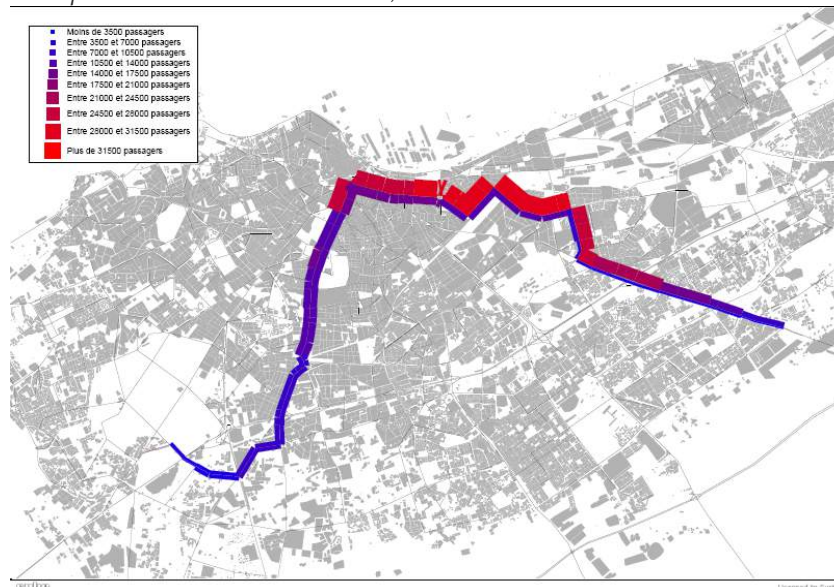 Moins de 3500 passagers
Entre 3500 et 7000 passagers
Entre 7000 et 10500 passagers
Entre 10500 et 14000 passagers
Entre 14000 et 17500 passagers
Entre 17500 et 21000 passagers
Entre 21000 et 24500 passagers
Entre 24500 et 28000 passagers
Entre 28000 et 31500 passagers
Plus de 31500 passagers